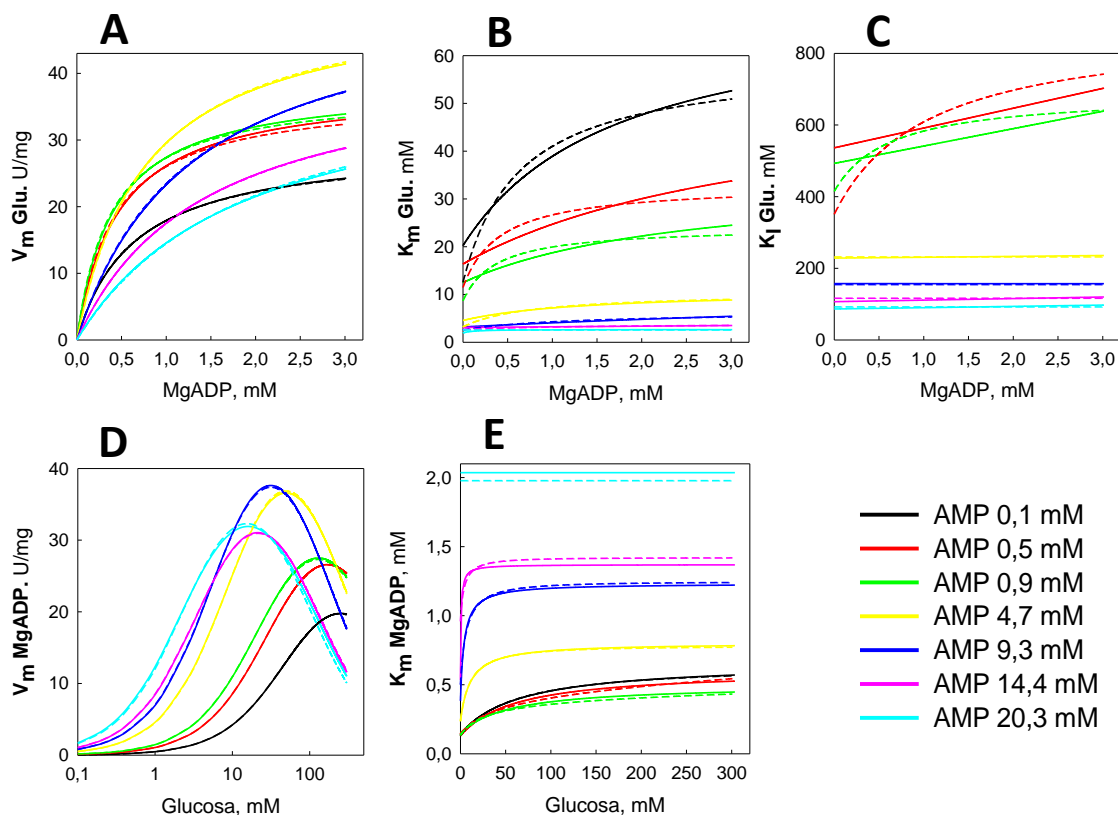 A
V_m Glu. U/mg
40
30
20
10
0
0,0 0,5 1,0 1,5 2,0 2,5 3,0
MgADP, mM
B
K_m Glu. mM
60
50
40
30
20
10
0
0,0 0,5 1,0 1,5 2,0 2,5 3,0
MgADP, mM
C
K_I Glu. mM
800
600
400
200
0
0,0 0,5 1,0 1,5 2,0 2,5 3,0
MgADP, mM
D
V_m MgADP. U/mg
40
30
20
10
0
0,1 1 10 100
Glucosa, mM
E
K_m MgADP, mM
2,0
1,5
1,0
0,5
0,0
0 50 100 150 200 250 300
Glucosa, mM
AMP 0,1 mM
AMP 0,5 mM
AMP 0,9 mM
AMP 4,7 mM
AMP 9,3 mM
AMP 14,4 mM
AMP 20,3 mM